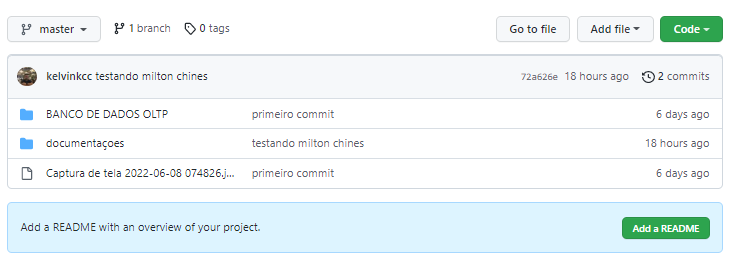 master 1 branch 0 tags Go to file Add file Code
kelvinkcc testando milton chines 72a626e 18 hours ago 2 commits
BANCO DE DADOS OLTP primeiro commit 6 days ago
documentaçoes testando milton chines 18 hours ago
Captura de tela 2022-06-08 074826.j... primeiro commit 6 days ago
Add a README with an overview of your project. Add a README